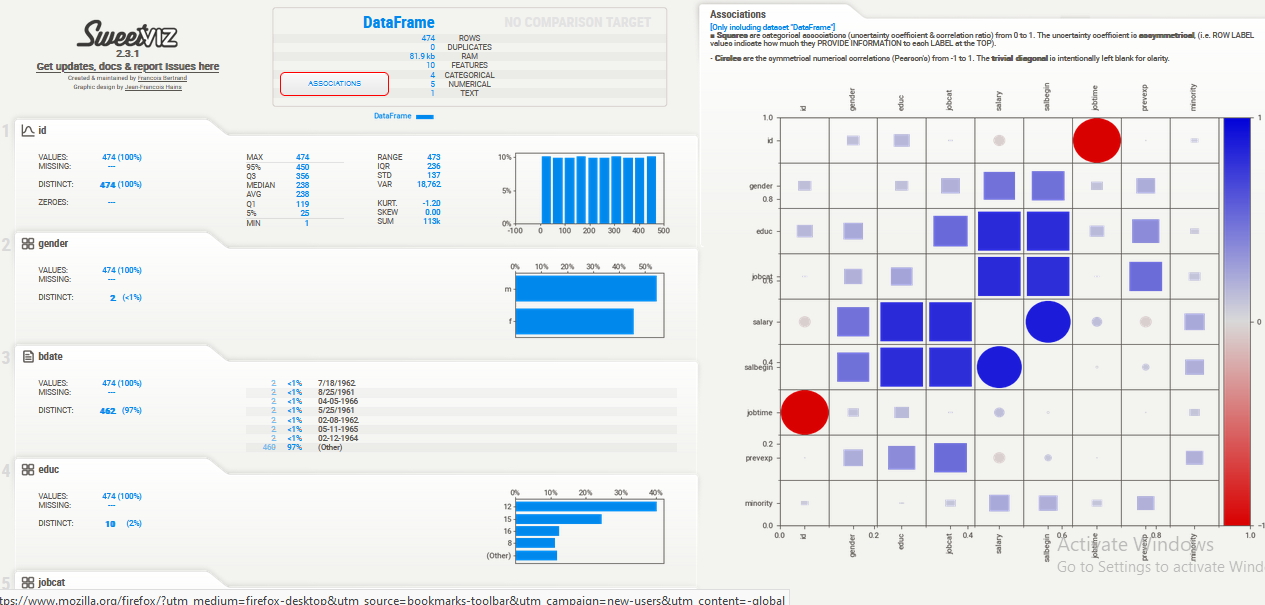 SweetVIZ
2.3.1
Get updates, docs & report issues here
Created & maintained by Francois Bertrand
Graphic design by Jean-Francois Hains
DataFrame
NO COMPARISON TARGET
474 ROWS
0 DUPLICATES
81.9 kb RAM
10 FEATURES
4 CATEGORICAL
5 NUMERICAL
1 TEXT
ASSOCIATIONS
DataFrame
1 id
VALUES: 474 (100%)
MISSING: ---
DISTINCT: 474 (100%)
ZEROES: ---
MAX 474
95% 450
Q3 356
MEDIAN 238
AVG 238
Q1 119
5% 25
MIN 1
RANGE 473
IQR 236
STD 137
VAR 18,762
KURT. -1.20
SKEW 0.00
SUM 113k
10%
5%
0%
-100 0 100 200 300 400 500
2 gender
VALUES: 474 (100%)
MISSING: ---
DISTINCT: 2 (<1%)
0% 10% 20% 30% 40% 50%
m
f
3 bdate
VALUES: 474 (100%)
MISSING: ---
DISTINCT: 462 (97%)
2 <1% 7/18/1962
2 <1% 8/25/1961
2 <1% 04-05-1966
2 <1% 5/25/1961
2 <1% 02-08-1962
2 <1% 05-11-1965
2 <1% 02-12-1964
460 97% (Other)
4 educ
VALUES: 474 (100%)
MISSING: ---
DISTINCT: 10 (2%)
0% 10% 20% 30% 40%
12
15
16
8
(Other)
5 jobcat
Associations
[Only including dataset "DataFrame"]
■ Squares are categorical associations (uncertainty coefficient & correlation ratio) from 0 to 1. The uncertainty coefficient is assymmetrical, (i.e. ROW LABEL
values indicate how much they PROVIDE INFORMATION to each LABEL at the TOP).
• Circles are the symmetrical numerical correlations (Pearson's) from -1 to 1. The trivial diagonal is intentionally left blank for clarity.
id gender educ jobcat salary salbegin jobtime prevexp minority
1.0
id
gender
0.8
educ
jobcat
0.6
salary
0.4
salbegin
jobtime
0.2
prevexp
minority
0.0
0.0 0.2 0.4 0.6 0.8 1.0
id gender educ jobcat salary salbegin jobtime prevexp minority
1
0
-1
Activate Windows
Go to Settings to activate Wind
tps://www.mozilla.org/firefox/?utm_medium=firefox-desktop&utm_source=bookmarks-toolbar&utm_campaign=new-users&utm_content=-global